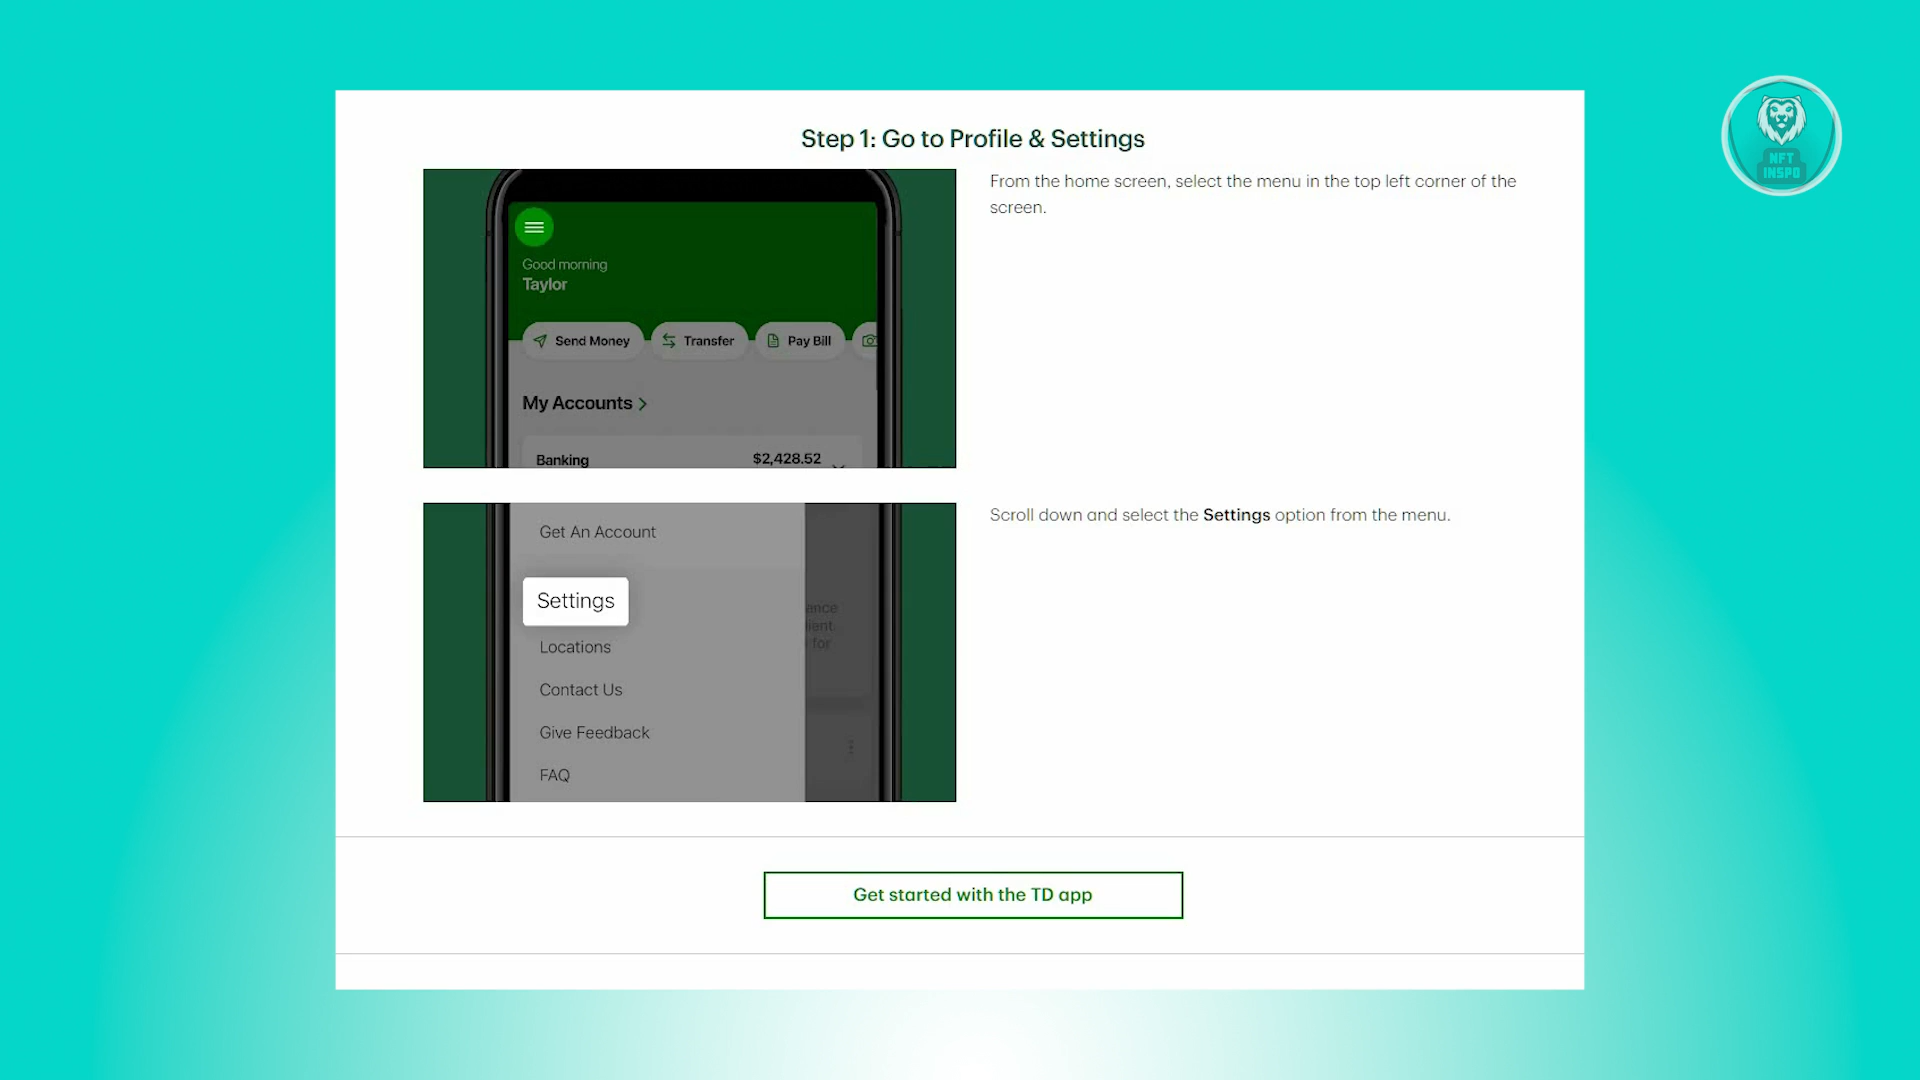 NFT
INSPO
Step 1: Go to Profile & Settings
From the home screen, select the menu in the top left corner of the
screen.
Good morning
Taylor
Send Money
Transfer
Pay Bill
My Accounts >
Banking
$2,428.52
Get An Account
Settings
Locations
Contact Us
Give Feedback
FAQ
Scroll down and select the Settings option from the menu.
for
Get started with the TD app